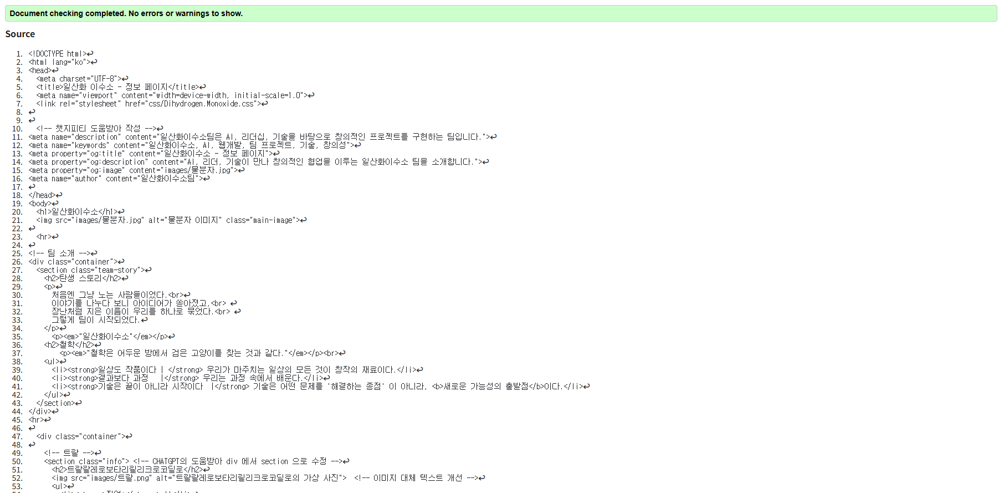 Document checking completed. No errors or warnings to show.
Source
1. <!DOCTYPE html>↩
2. <html lang="ko">↩
3. <head>↩
4. <meta charset="UTF-8">↩
5. <title>일산화 이수소 - 정보 페이지</title>↩
6. <meta name="viewport" content="width=device-width, initial-scale=1.0">↩
7. <link rel="stylesheet" href="css/Dihydrogen.Monoxide.css">↩
8. ↩
9. ↩
10. <!-- 챗지피티 도움받아 작성 -->↩
11. <meta name="description" content="일산화이수소팀은 AI, 리더십, 기술을 바탕으로 창의적인 프로젝트를 구현하는 팀입니다.">↩
12. <meta name="keywords" content="일산화이수소, AI, 웹개발, 팀 프로젝트, 기술, 창의성">↩
13. <meta property="og:title" content="일산화이수소 - 정보 페이지">↩
14. <meta property="og:description" content="AI, 리더, 기술이 만나 창의적인 협업을 이루는 일산화이수소 팀을 소개합니다.">↩
15. <meta property="og:image" content="images/물분자.jpg">↩
16. <meta name="author" content="일산화이수소팀">↩
17. ↩
18. </head>↩
19. <body>↩
20. <h1>일산화이수소</h1>↩
21. <img src="images/물분자.jpg" alt="물분자 이미지" class="main-image">↩
22. ↩
23. <hr>↩
24. ↩
25. <!-- 팀 소개 -->↩
26. <div class="container">↩
27. <section class="team-story">↩
28. <h2>탄생 스토리</h2>↩
29. <p>↩
30. 처음엔 그냥 노는 사람들이었다.<br>↩
31. 이야기를 나누다 보니 아이디어가 쏟아졌고,<br> ↩
32. 장난처럼 지은 이름이 우리를 하나로 묶었다.<br> ↩
33. 그렇게 팀이 시작되었다.↩
34. </p>↩
35. <p><em>"일산화이수소"</em></p>↩
36. <h2>철학</h2>↩
37. <p><em>"철학은 어두운 방에서 검은 고양이를 찾는 것과 같다."</em></p><br>↩
38. <ul>↩
39. <li><strong>일상도 작품이다 | </strong> 우리가 마주치는 일상의 모든 것이 창작의 재료이다.</li>↩
40. <li><strong>결과보다 과정 |</strong> 우리는 과정 속에서 배운다.</li>↩
41. <li><strong>기술은 끝이 아니라 시작이다 |</strong> 기술은 어떤 문제를 '해결하는 종점' 이 아니라, <b>새로운 가능성의 출발점</b>이다.</li>↩
42. </ul>↩
43. </section>↩
44. </div>↩
45. <hr>↩
46. ↩
47. <div class="container">↩
48. ↩
49. <!-- 트랄 -->↩
50. <section class="info"> <!-- CHATGPT의 도움받아 div 에서 section 으로 수정 -->↩
51. <h2>트랄랄레로보타리릴리크로코딜로</h2>↩
52. <img src="images/트랄.png" alt="트랄랄레로보타리릴리크로코딜로의 가상 사진"> <!-- 이미지 대체 텍스트 개선 -->↩
53. <ul>↩